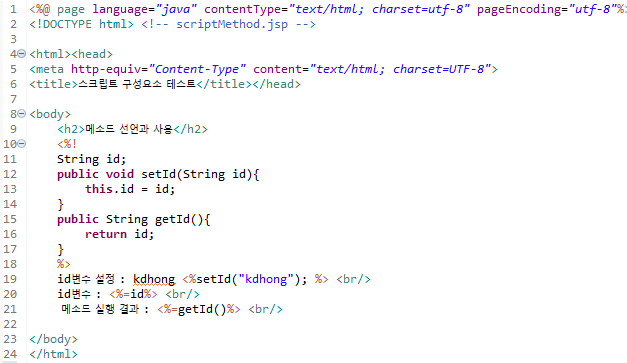 1 <%@ page language="java" contentType="text/html; charset=utf-8" pageEncoding="utf-8"%>
2 <!DOCTYPE html> <!-- scriptMethod.jsp -->
3
4 <html><head>
5 <meta http-equiv="Content-Type" content="text/html; charset=UTF-8">
6 <title>스크립트 구성요소 테스트</title></head>
7
8 <body>
9     <h2>메소드 선언과 사용</h2>
10     <%!
11     String id;
12     public void setId(String id){
13         this.id = id;
14     }
15     public String getId(){
16         return id;
17     }
18     %>
19     id변수 설정 : kdhong <%setId("kdhong"); %> <br/>
20     id변수 : <%=id%> <br/>
21     메소드 실행 결과 : <%=getId()%> <br/>
22
23 </body>
24 </html>